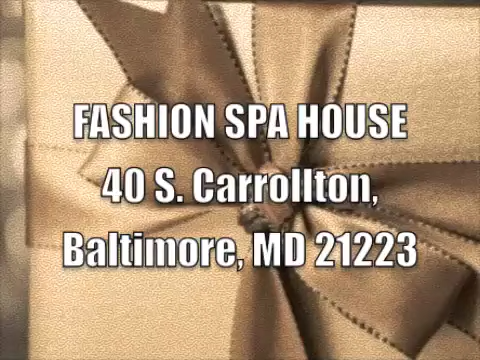 FASHION SPA HOUSE
40 S. Carrollton,
Baltimore, MD 21223